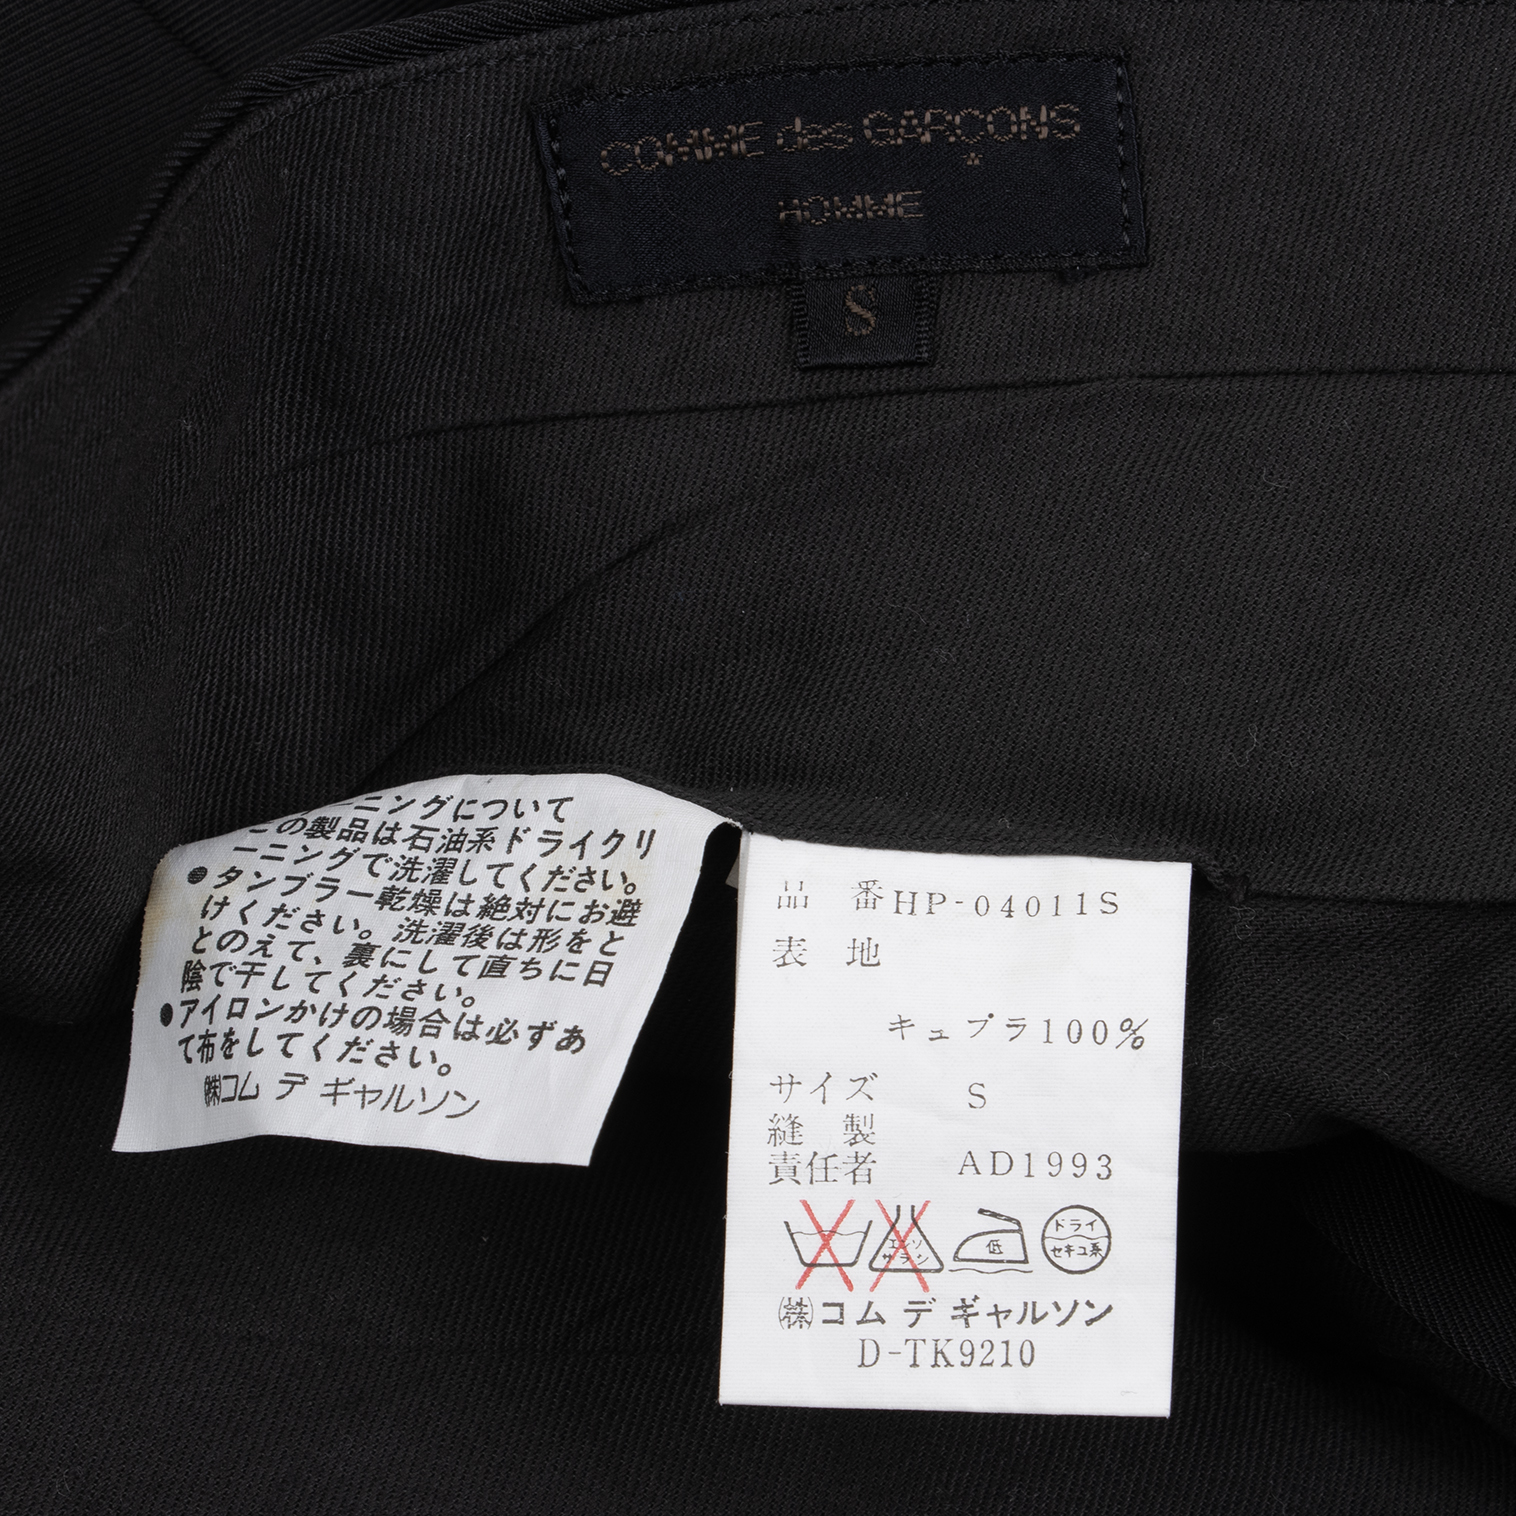 COMME des GARÇONS
HOMME
S
ーニングについて
この製品は石油系ドライクリ
ーニングで洗濯してください。
●タンブラー乾燥は絶対にお避
けください。洗濯後は形をと
とのえて、裏にして直ちに日
陰で干してください。
●アイロンかけの場合は必ずあ
て布をしてください。
㈱コム デ ギャルソン
品 番 HP-04011S
表 地
キュプラ100%
サイズ S
縫 製
責任者 AD1993
エンソ
サラシ
低
ドライ
セキユ系
㈱コム デ ギャルソン
D-TK9210